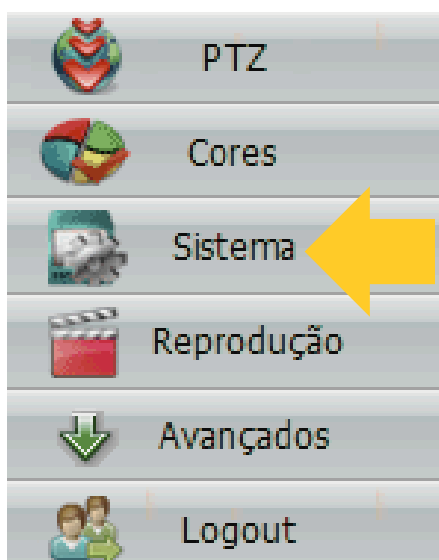 PTZ
Cores
Sistema
Reprodução
Avançados
Logout